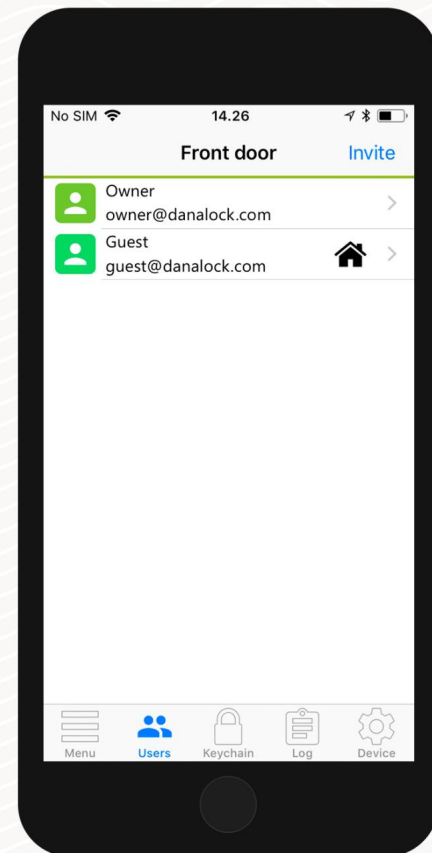 No SIM 14.26
Front door Invite
Owner
owner@danalock.com
Guest
guest@danalock.com
Menu Users Keychain Log Device